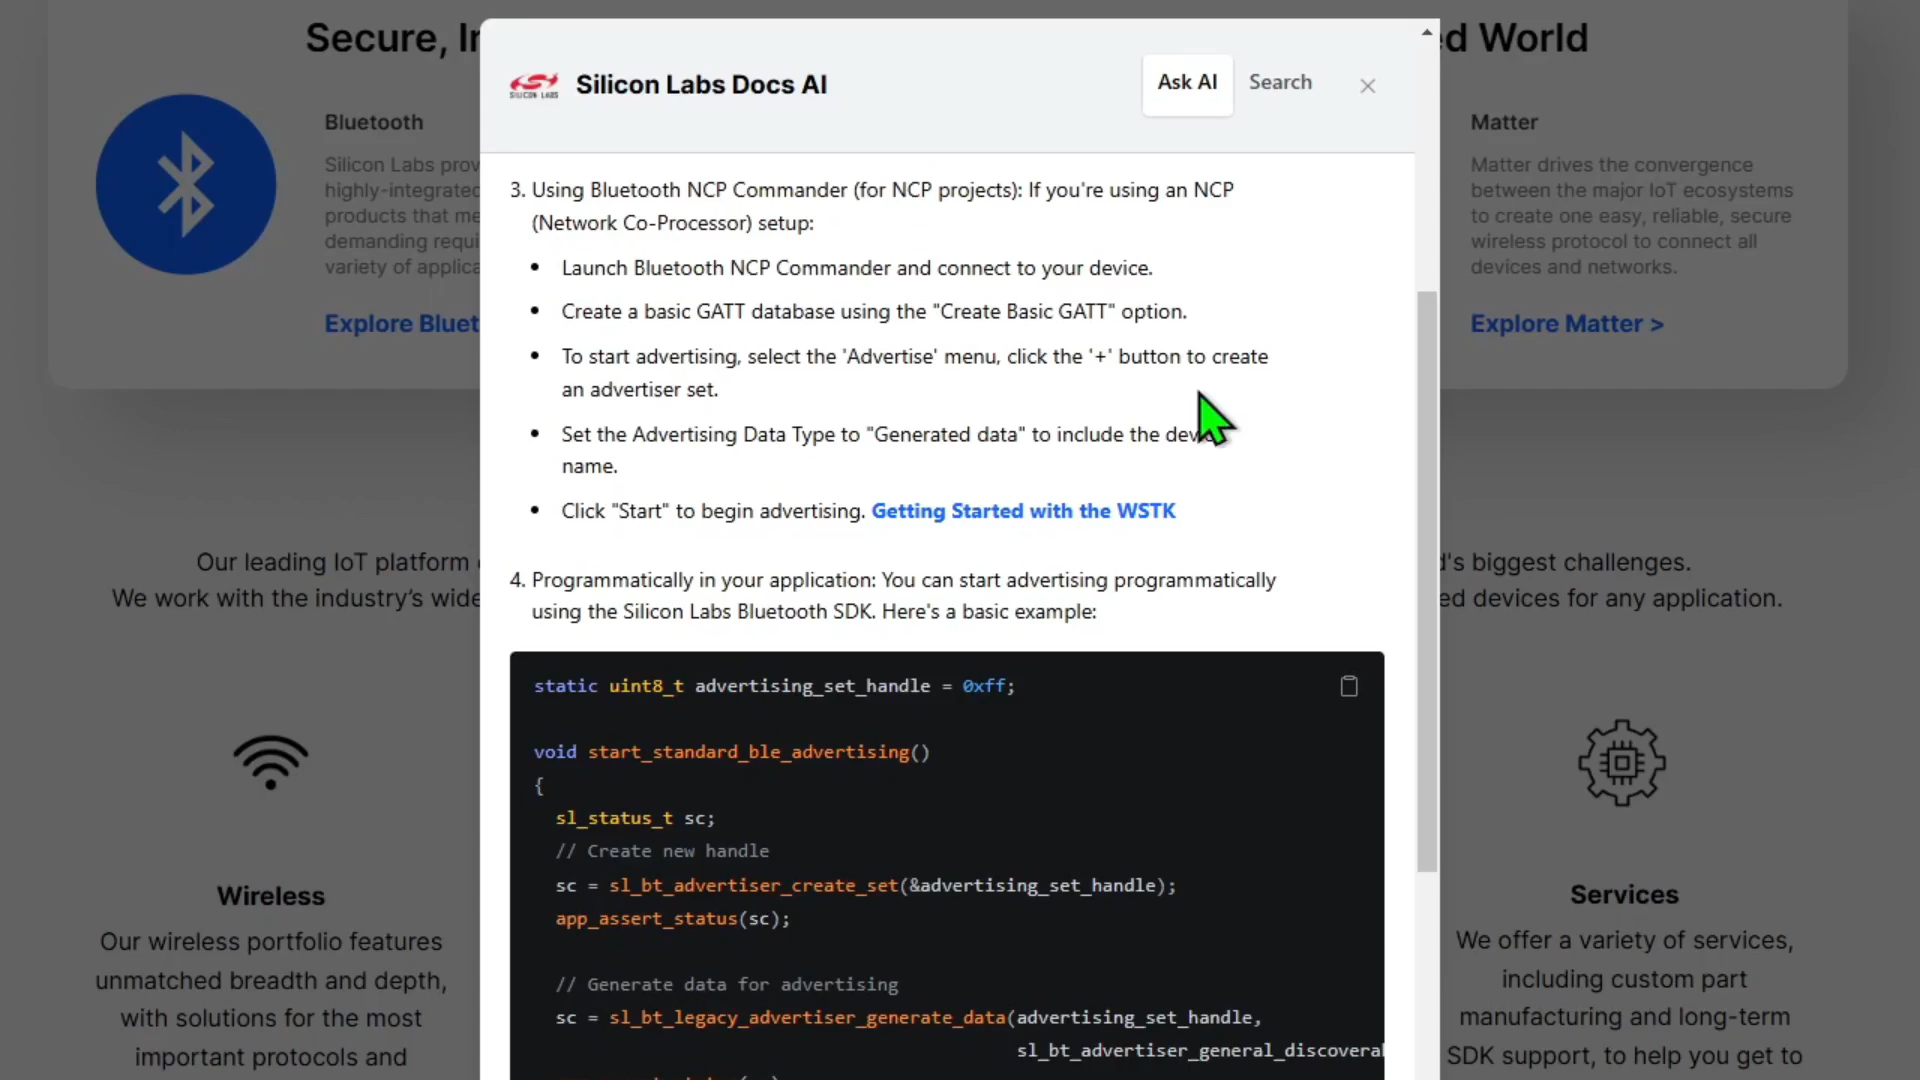 Secure, I
d World
SILICON LABS
Silicon Labs Docs AI
Ask AI
Search
Bluetooth
Silicon Labs prov
highly-integrated
products that me
demanding requi
variety of applica
Explore Bluet
Matter
Matter drives the convergence
between the major IoT ecosystems
to create one easy, reliable, secure
wireless protocol to connect all
devices and networks.
Explore Matter >
3. Using Bluetooth NCP Commander (for NCP projects): If you're using an NCP
(Network Co-Processor) setup:
• Launch Bluetooth NCP Commander and connect to your device.
• Create a basic GATT database using the "Create Basic GATT" option.
• To start advertising, select the 'Advertise' menu, click the '+' button to create
an advertiser set.
• Set the Advertising Data Type to "Generated data" to include the
name.
• Click "Start" to begin advertising. Getting Started with the WSTK
4. Programmatically in your application: You can start advertising programmatically
using the Silicon Labs Bluetooth SDK. Here's a basic example:
static uint8_t advertising_set_handle = 0xff;
void start_standard_ble_advertising()
{
sl_status_t sc;
// Create new handle
sc = sl_bt_advertiser_create_set(&advertising_set_handle);
app_assert_status(sc);
// Generate data for advertising
sc = sl_bt_legacy_advertiser_generate_data(advertising_set_handle,
sl_bt_advertiser_general_discovera
Our leading IoT platform
We work with the industry's wide
d's biggest challenges.
ed devices for any application.
Wireless
Our wireless portfolio features
unmatched breadth and depth,
with solutions for the most
important protocols and
Services
We offer a variety of services,
including custom part
manufacturing and long-term
SDK support, to help you get to